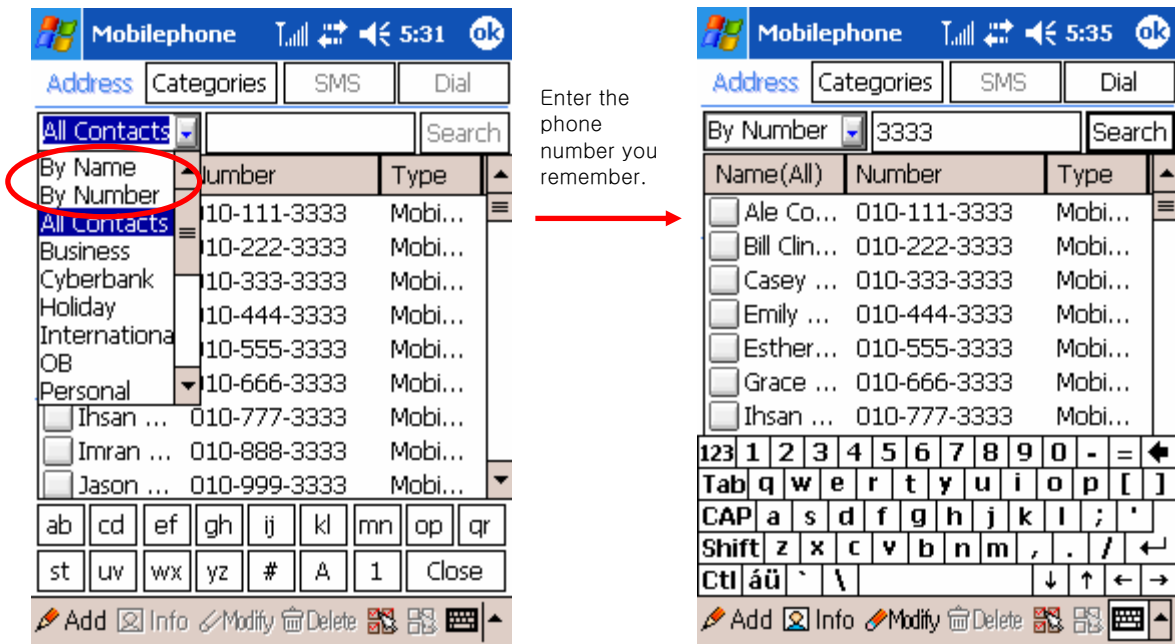 Mobilephone 5:31 ok
Address Categories SMS Dial
All Contacts Search
By Name
By Number
All Contacts
Business
Cyberbank
Holiday
Internationa
OB
Personal
Number Type
010-111-3333 Mobi...
010-222-3333 Mobi...
010-333-3333 Mobi...
010-444-3333 Mobi...
010-555-3333 Mobi...
010-666-3333 Mobi...
Ihsan ... 010-777-3333 Mobi...
Imran ... 010-888-3333 Mobi...
Jason ... 010-999-3333 Mobi...
ab cd ef gh ij kl mn op qr
st uv wx yz # A 1 Close
Add Info Modify Delete
Enter the
phone
number you
remember.
Mobilephone 5:35 ok
Address Categories SMS Dial
By Number 3333 Search
Name(All) Number Type
Ale Co... 010-111-3333 Mobi...
Bill Clin... 010-222-3333 Mobi...
Casey ... 010-333-3333 Mobi...
Emily ... 010-444-3333 Mobi...
Esther... 010-555-3333 Mobi...
Grace ... 010-666-3333 Mobi...
Ihsan ... 010-777-3333 Mobi...
123 1 2 3 4 5 6 7 8 9 0 - =
Tab q w e r t y u i o p [ ]
CAP a s d f g h j k l ; '
Shift z x c v b n m , . / ↵
Ctl áü ` \ ↓ ↑ ← →
Add Info Modify Delete